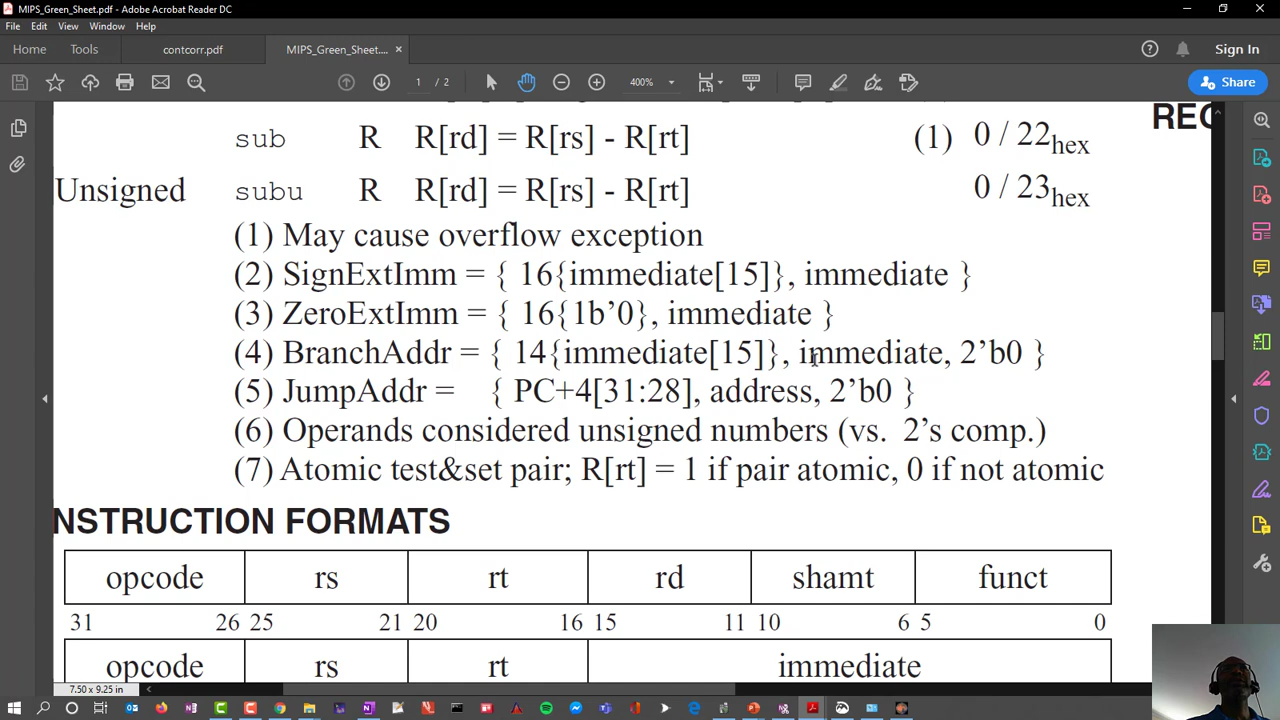 MIPS_Green_Sheet.pdf - Adobe Acrobat Reader DC
File Edit View Window Help
Home Tools contcorr.pdf MIPS_Green_Sheet.... × Sign In
1 / 2 400% Share
sub R R[rd] = R[rs] - R[rt] (1) 0 / 22hex
Unsigned subu R R[rd] = R[rs] - R[rt] 0 / 23hex
(1) May cause overflow exception
(2) SignExtImm = { 16{immediate[15]}, immediate }
(3) ZeroExtImm = { 16{1b’0}, immediate }
(4) BranchAddr = { 14{immediate[15]}, immediate, 2’b0 }
(5) JumpAddr = { PC+4[31:28], address, 2’b0 }
(6) Operands considered unsigned numbers (vs. 2’s comp.)
(7) Atomic test&set pair; R[rt] = 1 if pair atomic, 0 if not atomic
NSTRUCTION FORMATS
opcode rs rt rd shamt funct
31 26 25 21 20 16 15 11 10 6 5 0
opcode rs rt immediate
7.50 x 9.25 in